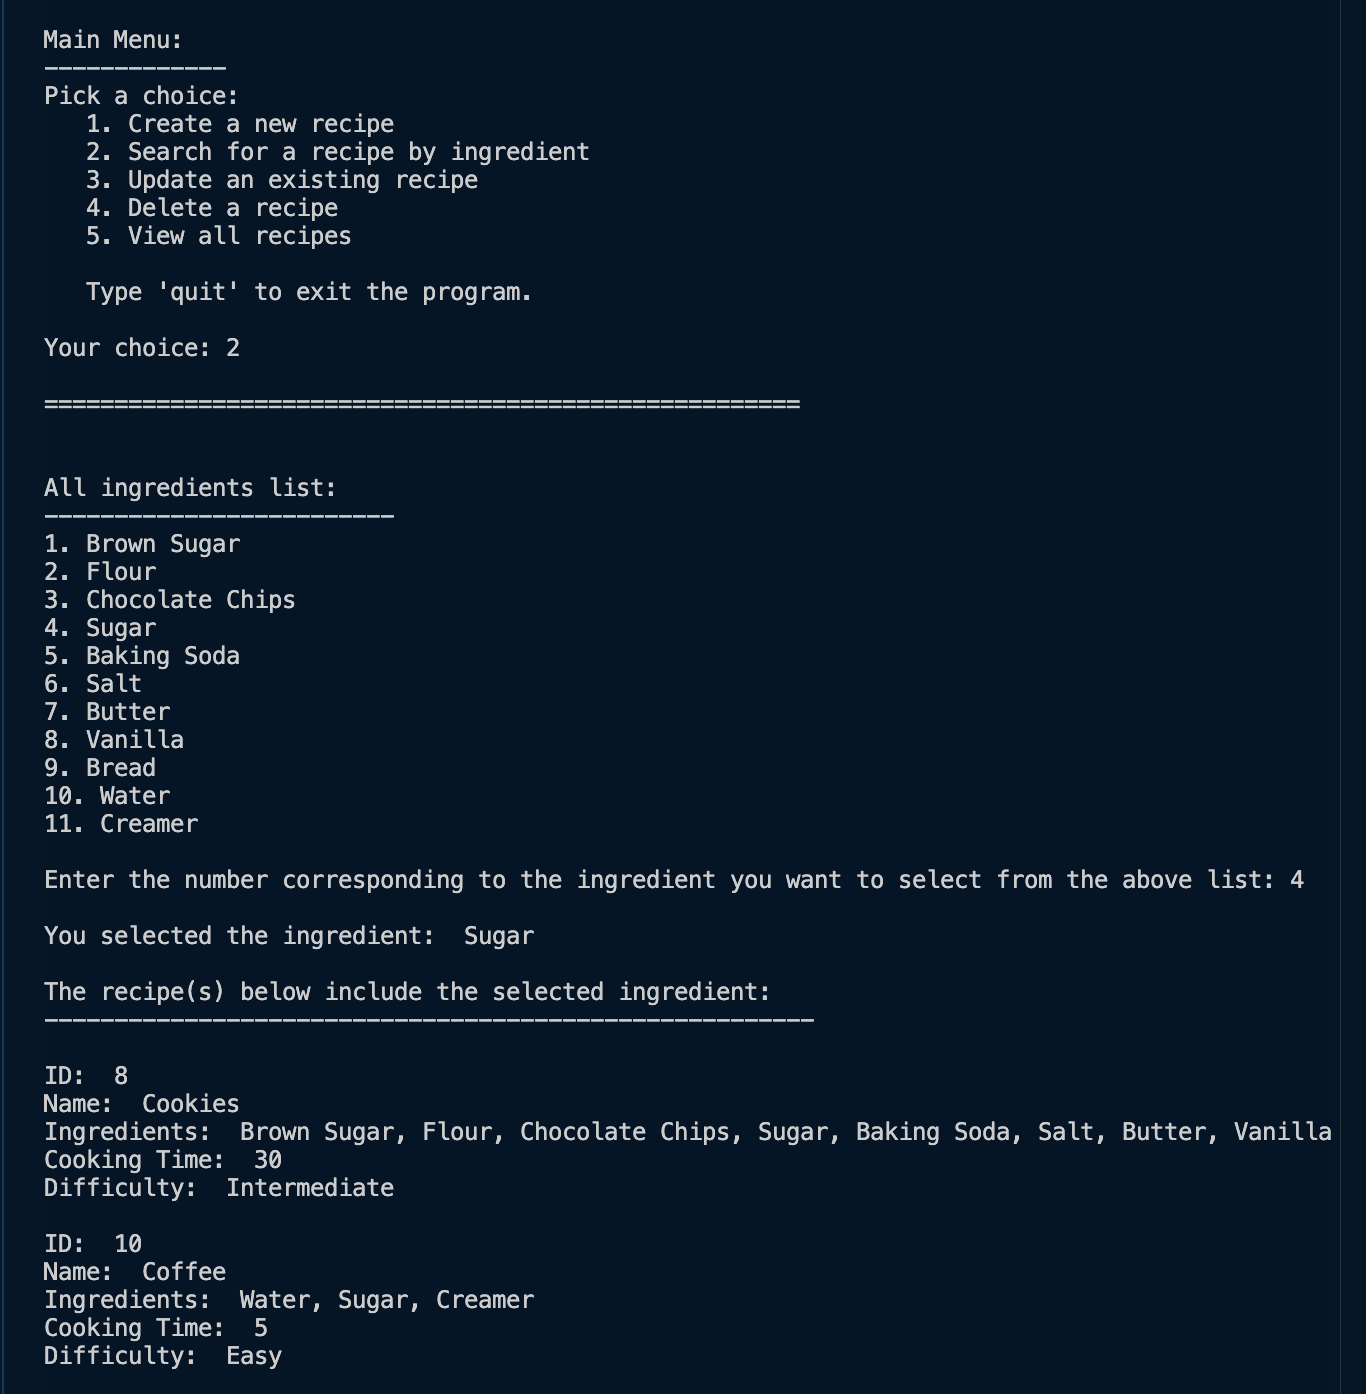 Main Menu:
-------------
Pick a choice:
   1. Create a new recipe
   2. Search for a recipe by ingredient
   3. Update an existing recipe
   4. Delete a recipe
   5. View all recipes

   Type 'quit' to exit the program.

Your choice: 2

======================================================

All ingredients list:
-------------------------
1. Brown Sugar
2. Flour
3. Chocolate Chips
4. Sugar
5. Baking Soda
6. Salt
7. Butter
8. Vanilla
9. Bread
10. Water
11. Creamer

Enter the number corresponding to the ingredient you want to select from the above list: 4

You selected the ingredient:  Sugar

The recipe(s) below include the selected ingredient:
-------------------------------------------------------

ID:  8
Name:  Cookies
Ingredients:  Brown Sugar, Flour, Chocolate Chips, Sugar, Baking Soda, Salt, Butter, Vanilla
Cooking Time:  30
Difficulty:  Intermediate

ID:  10
Name:  Coffee
Ingredients:  Water, Sugar, Creamer
Cooking Time:  5
Difficulty:  Easy